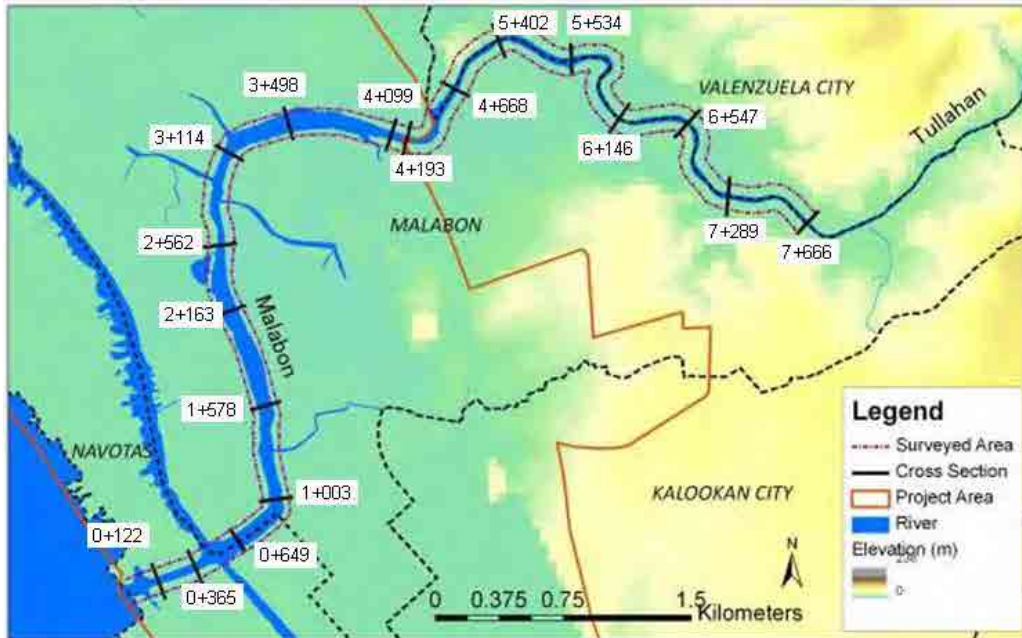 5+402
5+534
3+498
4+099
VALENZUELA CITY
4+668
6+547
Tullahan
3+114
6+146
4+193
MALABON
7+289
2+562
7+666
2+163
Malabon
1+578
Legend
Surveyed Area
Cross Section
Project Area
River
Elevation (m)
0
NAVOTAS
1+003
KALOOKAN CITY
0+122
0+649
N
0+365
0 0.375 0.75 1.5
Kilometers